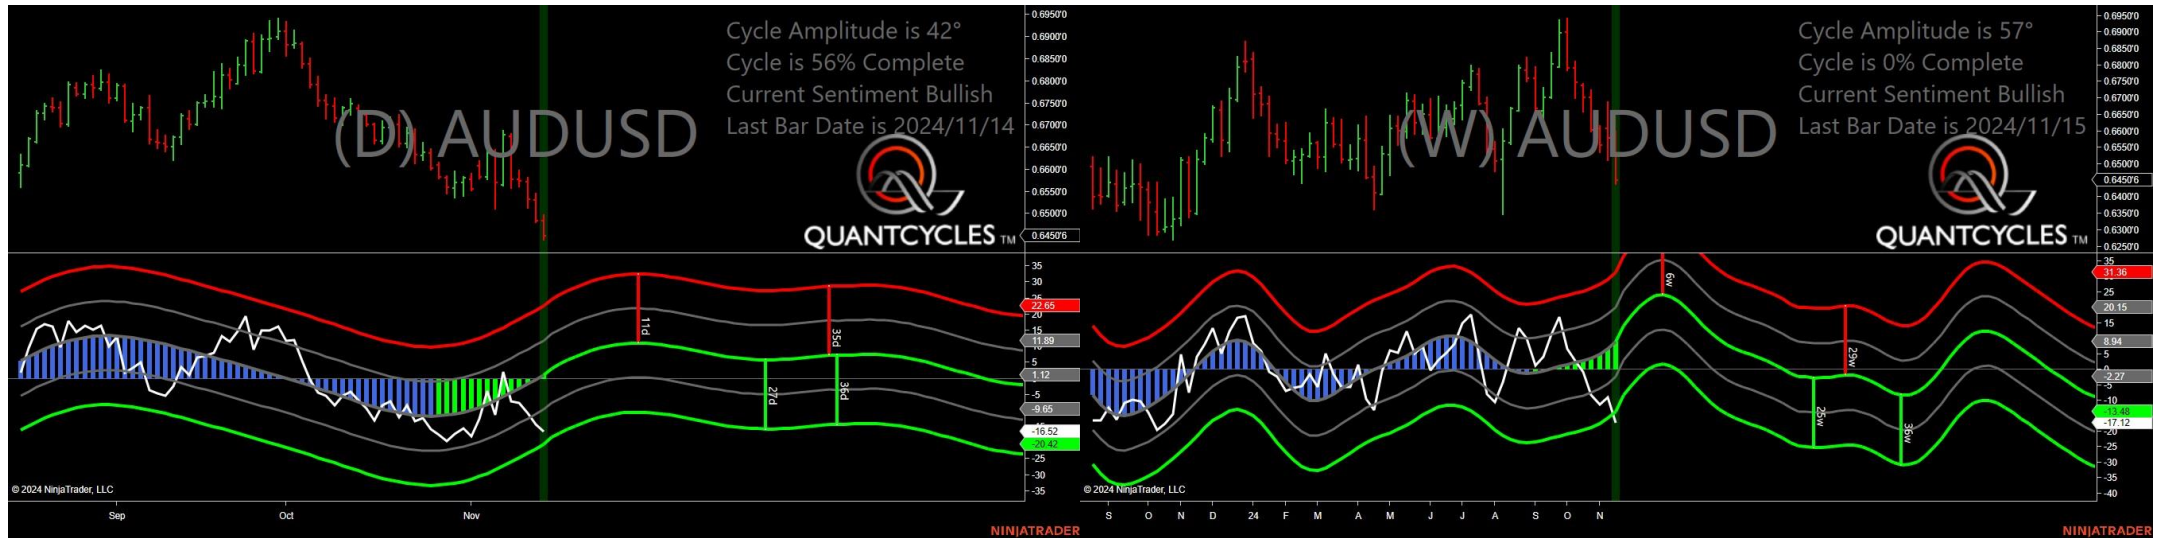 Cycle Amplitude is 42°
Cycle is 56% Complete
Current Sentiment Bullish
Last Bar Date is 2024/11/14
(D) AUDUSD
QUANTCYCLES TM
0.6950'0
0.6900'0
0.6850'0
0.6800'0
0.6750'0
0.6700'0
0.6650'0
0.6600'0
0.6550'0
0.6500'0
0.6450'6
35
22.65
20
15
11.89
5
1.12
-5
-9.65
-16.52
-20.42
-25
-30
-35
11d
27d
35d
36d
© 2024 NinjaTrader, LLC
Sep
Oct
Nov
NINJATRADER
Cycle Amplitude is 57°
Cycle is 0% Complete
Current Sentiment Bullish
Last Bar Date is 2024/11/15
(W) AUDUSD
QUANTCYCLES TM
0.6950'0
0.6900'0
0.6850'0
0.6800'0
0.6750'0
0.6700'0
0.6650'0
0.6600'0
0.6550'0
0.6500'0
0.6450'6
0.6400'0
0.6350'0
0.6300'0
0.6250'0
35
31.36
25
20.15
15
8.94
5
-2.27
-5
-10
-13.48
-17.12
-20
-25
-30
-35
-40
6w
25w
29w
36w
© 2024 NinjaTrader, LLC
S
O
N
D
24
F
M
A
M
J
J
A
S
O
N
NINJATRADER